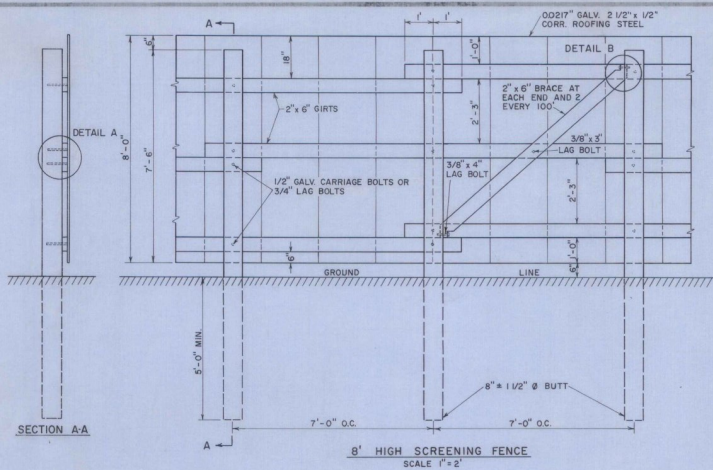 A
1'
1'
0.0217" GALV. 2 1/2" x 1/2"
CORR. ROOFING STEEL
6"
18"
1'-0"
DETAIL B
2" x 6" BRACE AT
EACH END AND 2
EVERY 100'
2" x 6" GIRTS
2'-3"
DETAIL A
8'-0"
7'-6"
3/8" x 3"
LAG BOLT
3/8" x 4"
LAG BOLT
1/2" GALV. CARRIAGE BOLTS OR
3/4" LAG BOLTS
2'-3"
6"
1'-0"
6"
GROUND
LINE
5'-0" MIN.
8" ± 1 1/2" Ø BUTT
SECTION A-A
A
7'-0" O.C.
7'-0" O.C.
8' HIGH SCREENING FENCE
SCALE 1" = 2'